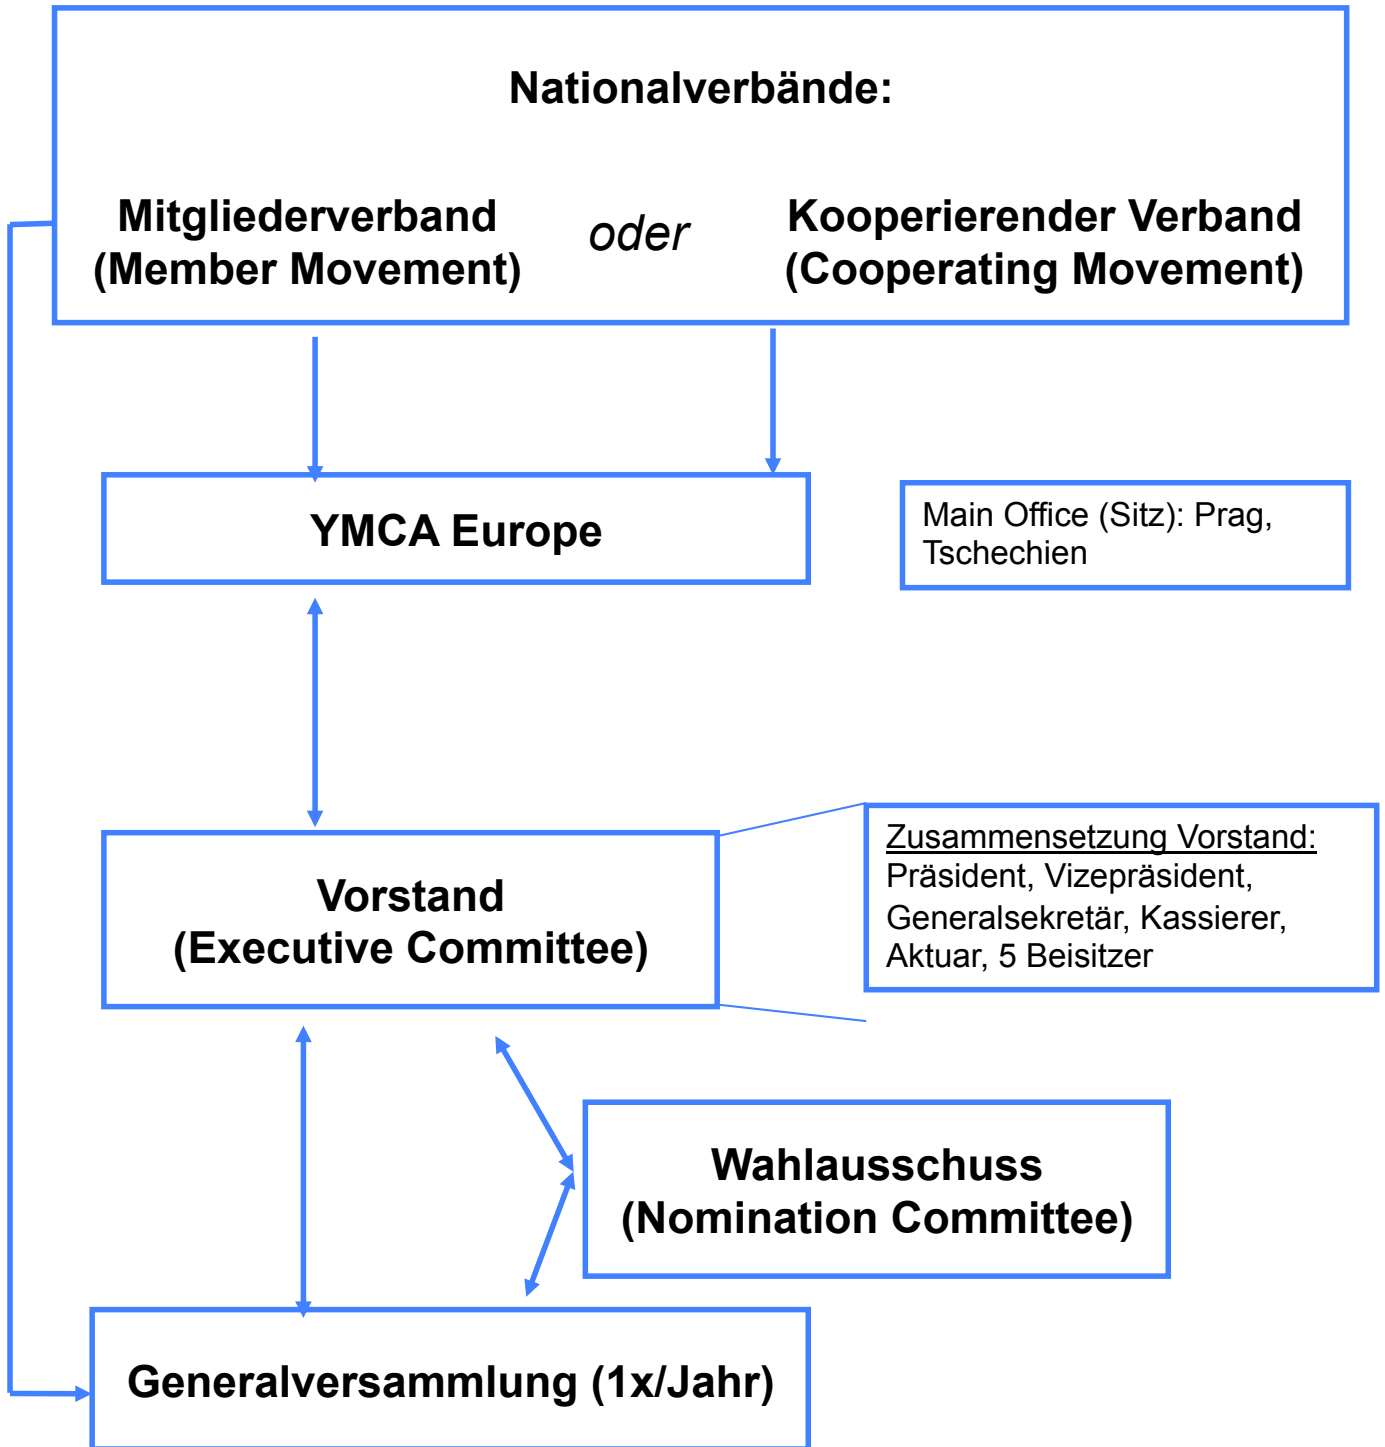 Nationalverbände:
Mitgliederverband
(Member Movement)
oder
Kooperierender Verband
(Cooperating Movement)
YMCA Europe
Main Office (Sitz): Prag,
Tschechien
Vorstand
(Executive Committee)
Zusammensetzung Vorstand:
Präsident, Vizepräsident,
Generalsekretär, Kassierer,
Aktuar, 5 Beisitzer
Wahlausschuss
(Nomination Committee)
Generalversammlung (1x/Jahr)